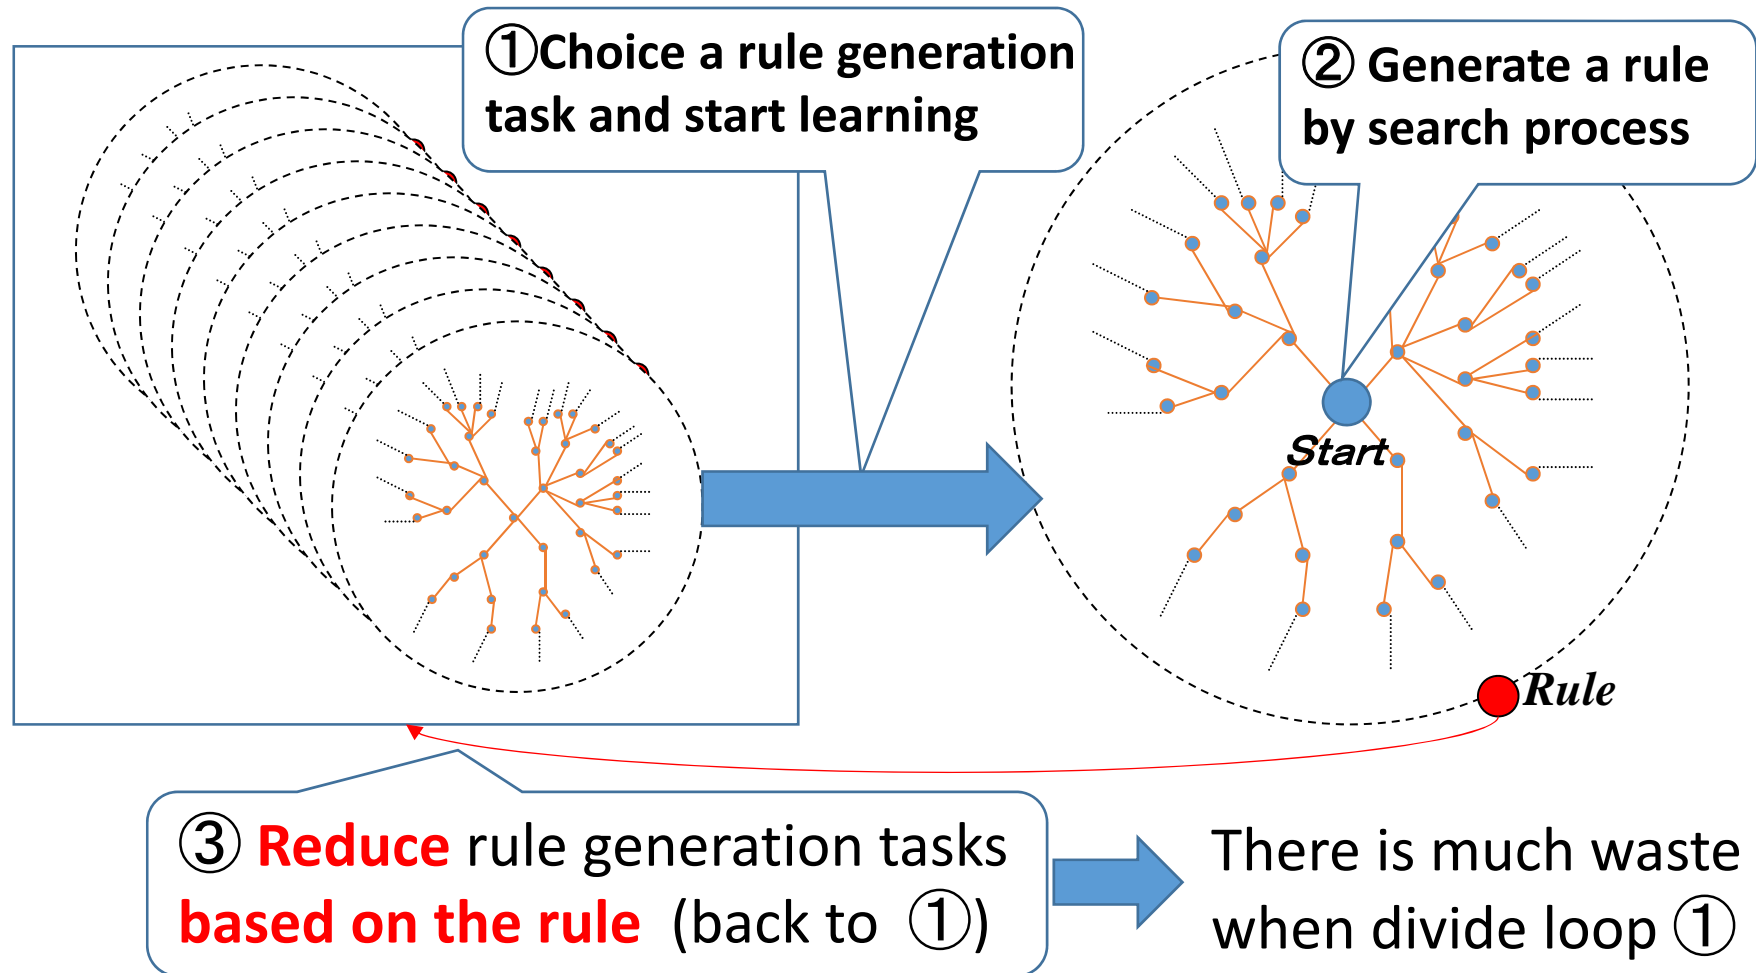 ①Choice a rule generation
task and start learning
② Generate a rule
by search process
Start
Rule
③ Reduce rule generation tasks
based on the rule (back to ①)
There is much waste
when divide loop ①